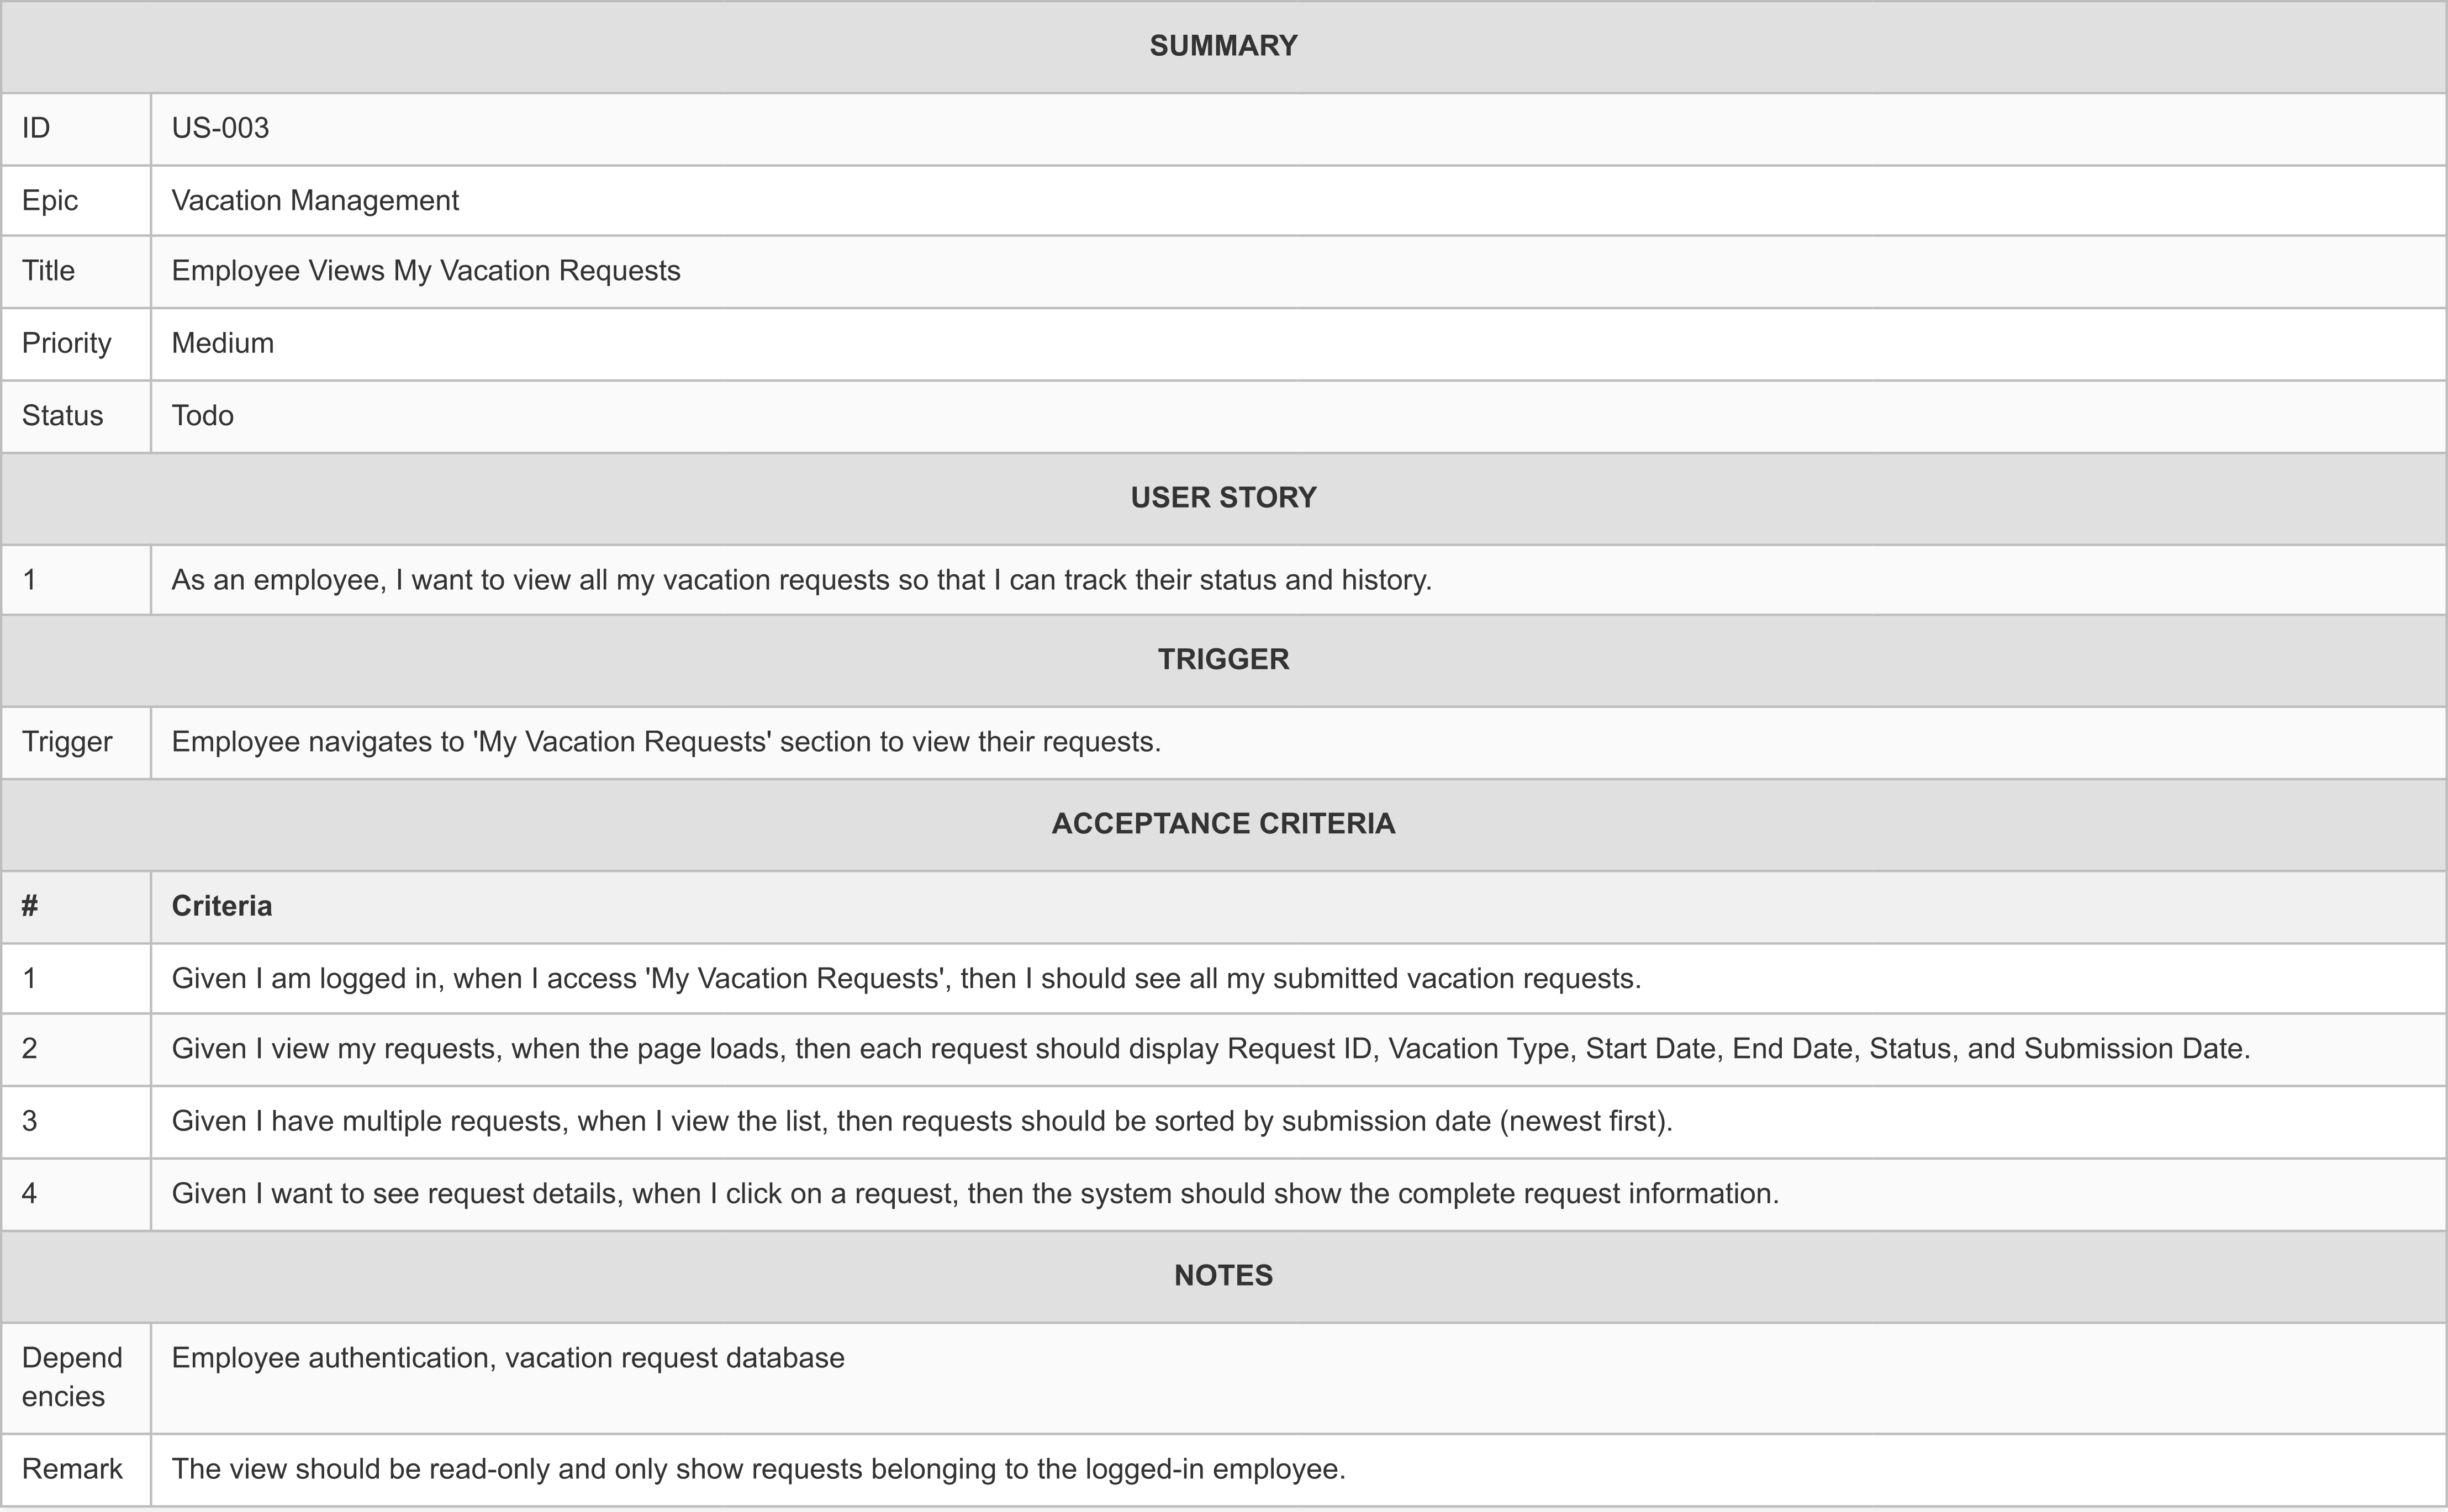 SUMMARY
ID US-003
Epic Vacation Management
Title Employee Views My Vacation Requests
Priority Medium
Status Todo
USER STORY
1 As an employee, I want to view all my vacation requests so that I can track their status and history.
TRIGGER
Trigger Employee navigates to 'My Vacation Requests' section to view their requests.
ACCEPTANCE CRITERIA
# Criteria
1 Given I am logged in, when I access 'My Vacation Requests', then I should see all my submitted vacation requests.
2 Given I view my requests, when the page loads, then each request should display Request ID, Vacation Type, Start Date, End Date, Status, and Submission Date.
3 Given I have multiple requests, when I view the list, then requests should be sorted by submission date (newest first).
4 Given I want to see request details, when I click on a request, then the system should show the complete request information.
NOTES
Depend Employee authentication, vacation request database
encies
Remark The view should be read-only and only show requests belonging to the logged-in employee.